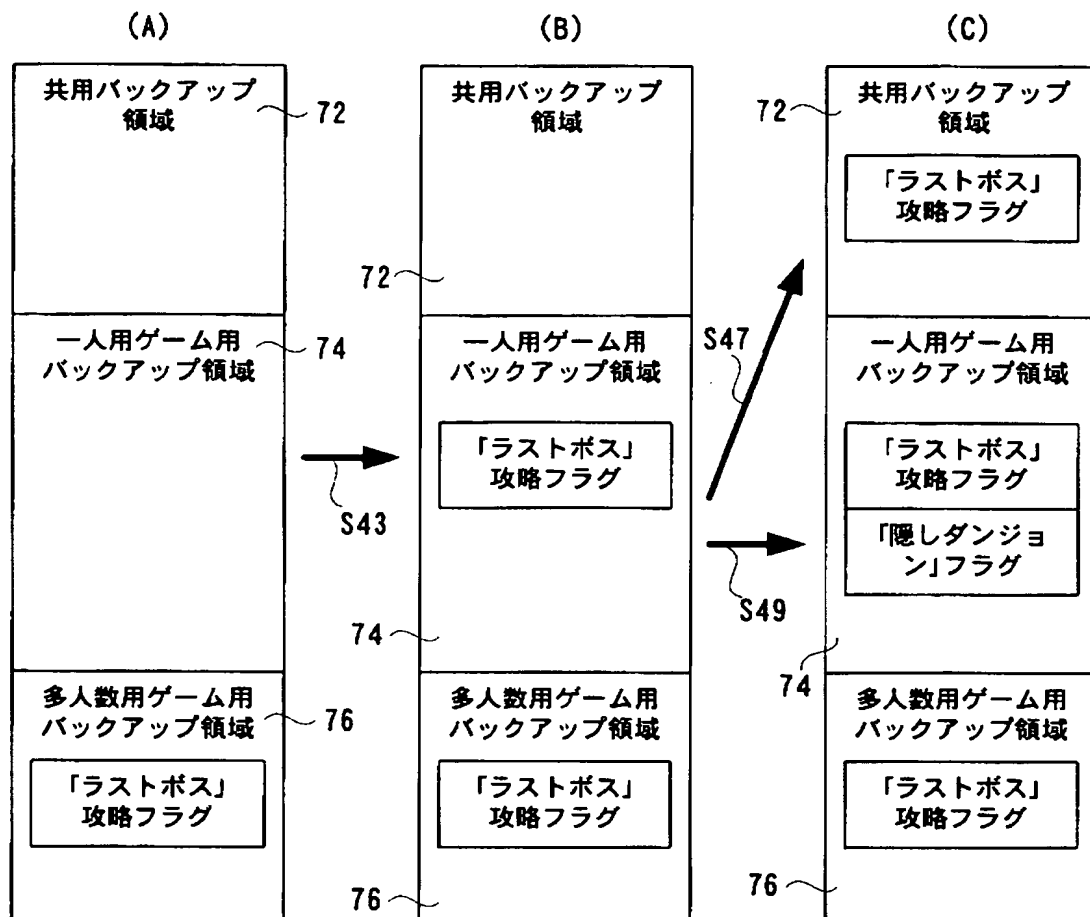 (A)
共用バックアップ
領域
72
一人用ゲーム用
バックアップ領域
74
多人数用ゲーム用
バックアップ領域
76
「ラストボス」
攻略フラグ
S43
(B)
共用バックアップ
領域
72
一人用ゲーム用
バックアップ領域
「ラストボス」
攻略フラグ
74
多人数用ゲーム用
バックアップ領域
「ラストボス」
攻略フラグ
76
S47
S49
(C)
共用バックアップ
領域
72
「ラストボス」
攻略フラグ
一人用ゲーム用
バックアップ領域
「ラストボス」
攻略フラグ
「隠しダンジョ
ン」フラグ
74
多人数用ゲーム用
バックアップ領域
「ラストボス」
攻略フラグ
76